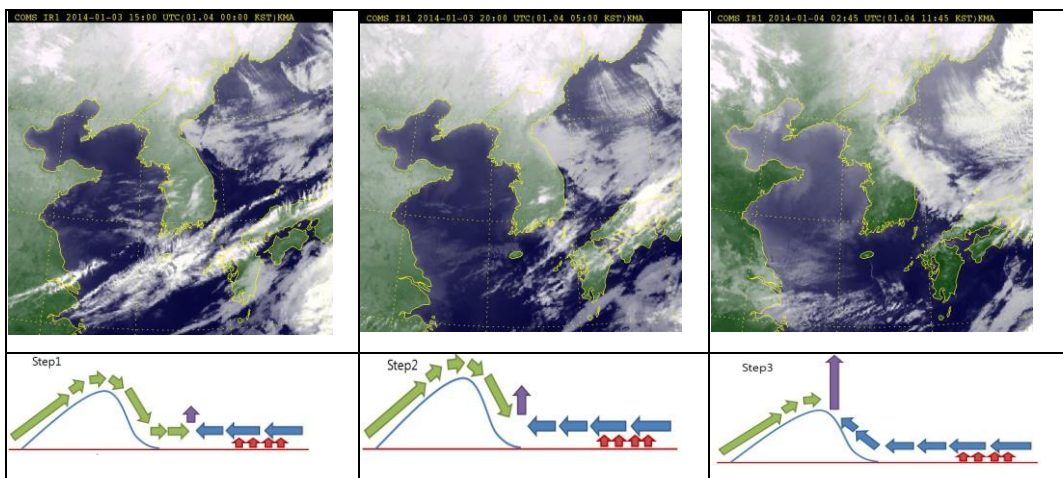 COMS IR1 2014-01-03 15:00 UTC(01.04 00:00 KST)KMA
COMS IR1 2014-01-03 20:00 UTC(01.04 05:00 KST)KMA
COMS IR1 2014-01-04 02:45 UTC(01.04 11:45 KST)KMA
Step1
Step2
Step3